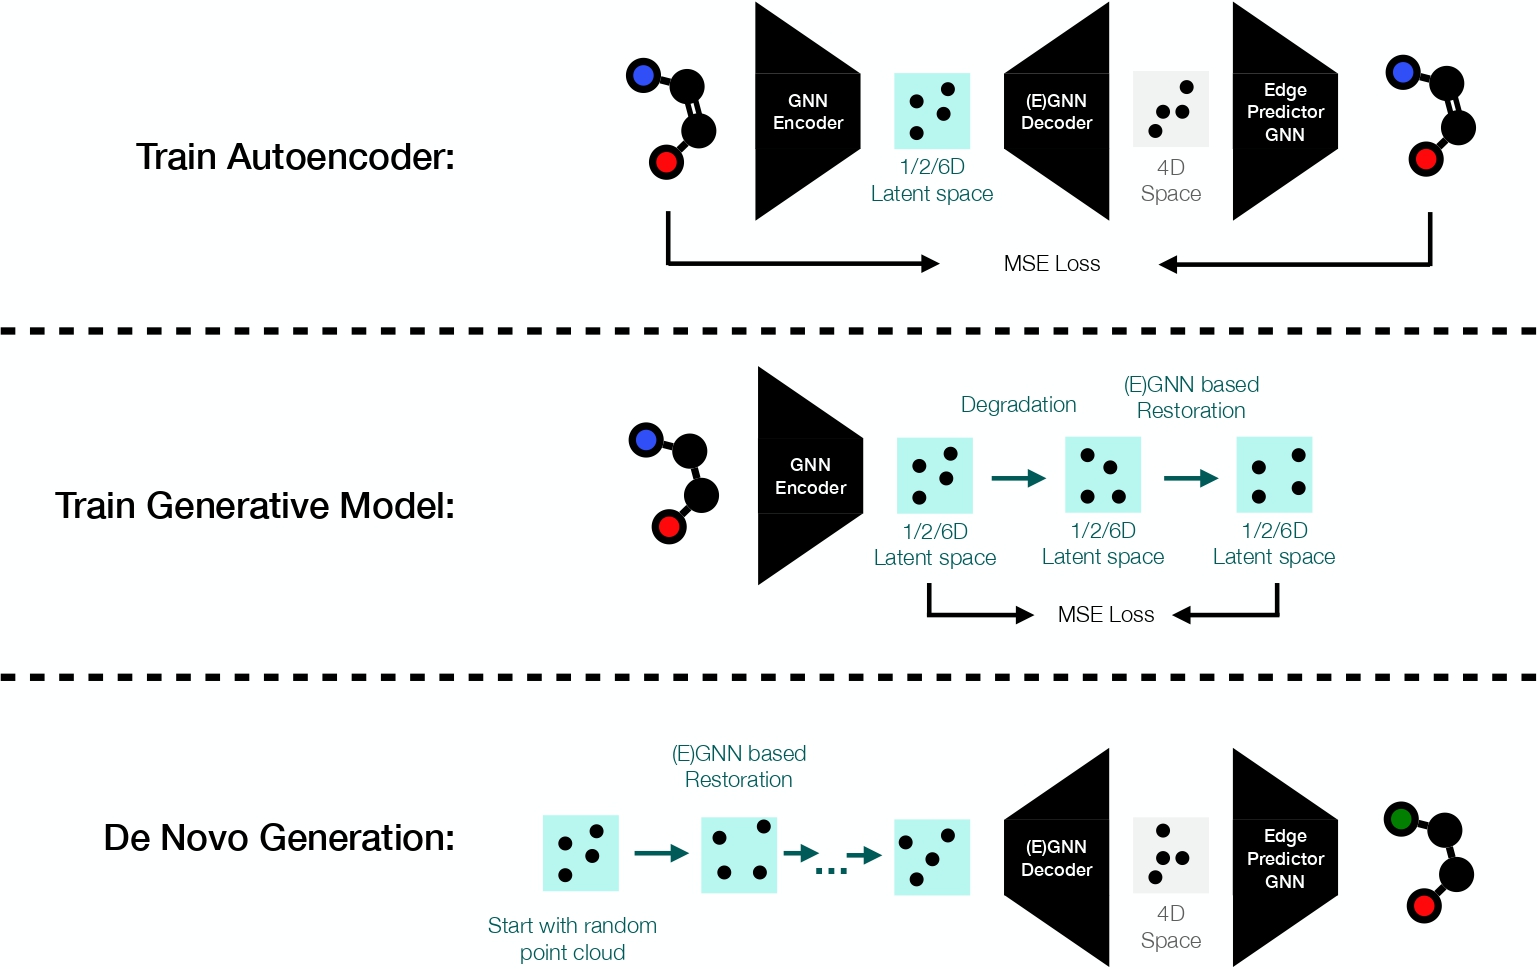 Train Autoencoder:
GNN
Encoder
1/2/6D
Latent space
(E)GNN
Decoder
4D
Space
Edge
Predictor
GNN
MSE Loss
Train Generative Model:
GNN
Encoder
1/2/6D
Latent space
Degradation
1/2/6D
Latent space
(E)GNN based
Restoration
1/2/6D
Latent space
MSE Loss
De Novo Generation:
Start with random
point cloud
(E)GNN based
Restoration
...
(E)GNN
Decoder
4D
Space
Edge
Predictor
GNN